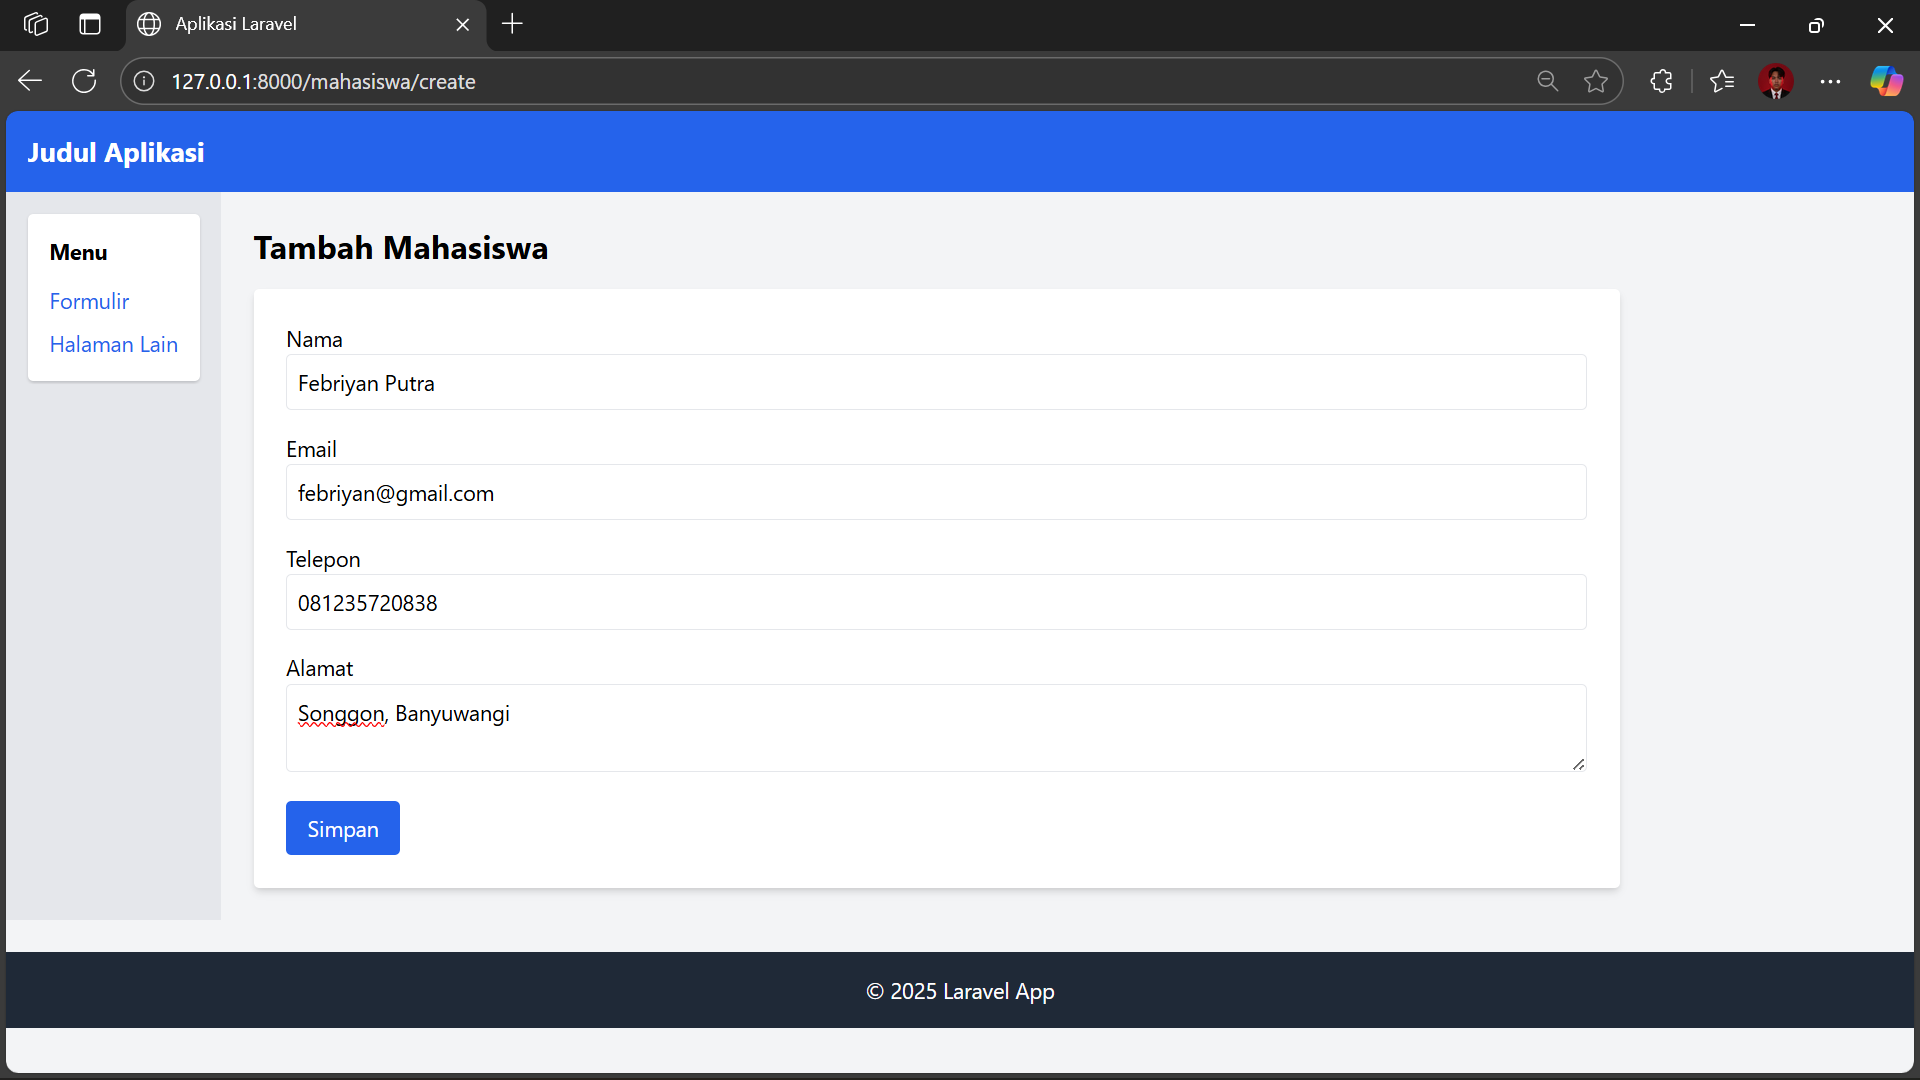 Aplikasi Laravel
127.0.0.1:8000/mahasiswa/create
Judul Aplikasi
Menu
Formulir
Halaman Lain
Tambah Mahasiswa
Nama
Febriyan Putra
Email
febriyan@gmail.com
Telepon
081235720838
Alamat
Songgon, Banyuwangi
Simpan
© 2025 Laravel App